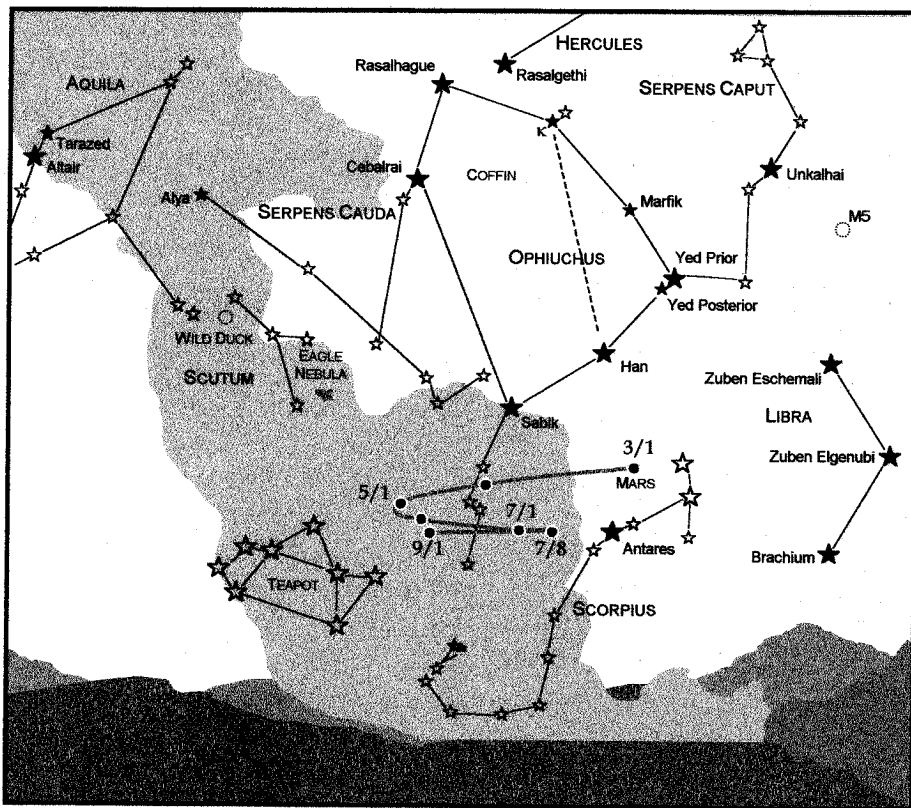 HERCULES
Rasalhague
Rasalgethi
AQUILA
SERPENS CAPUT
κ
Tarazed
Altair
Cebalrai
COFFIN
Unkalhai
Alya
SERPENS CAUDA
Marfik
M5
OPHIUCHUS
Yed Prior
Yed Posterior
WILD DUCK
EAGLE
NEBULA
Han
SCUTUM
Zuben Eschemali
Sabik
LIBRA
3/1
Zuben Elgenubi
MARS
5/1
7/1
9/1
7/8
Antares
Brachium
TEAPOT
SCORPIUS